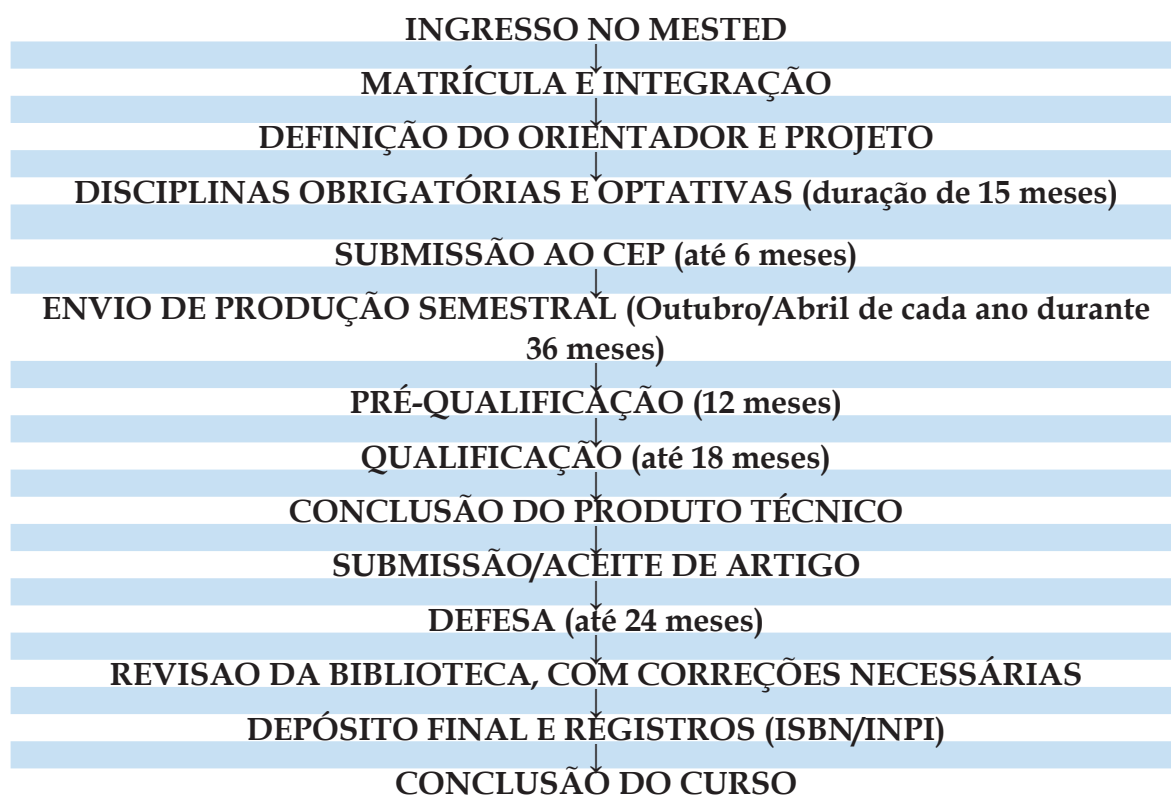 INGRESSO NO MESTED
↓
MATRÍCULA E INTEGRAÇÃO
↓
DEFINIÇÃO DO ORIENTADOR E PROJETO
↓
DISCIPLINAS OBRIGATÓRIAS E OPTATIVAS (duração de 15 meses)
SUBMISSÃO AO CEP (até 6 meses)
↓
ENVIO DE PRODUÇÃO SEMESTRAL (Outubro/Abril de cada ano durante
36 meses)
↓
PRÉ-QUALIFICAÇÃO (12 meses)
↓
QUALIFICAÇÃO (até 18 meses)
↓
CONCLUSÃO DO PRODUTO TÉCNICO
↓
SUBMISSÃO/ACEITE DE ARTIGO
↓
DEFESA (até 24 meses)
↓
REVISAO DA BIBLIOTECA, COM CORREÇÕES NECESSÁRIAS
↓
DEPÓSITO FINAL E REGISTROS (ISBN/INPI)
↓
CONCLUSÃO DO CURSO